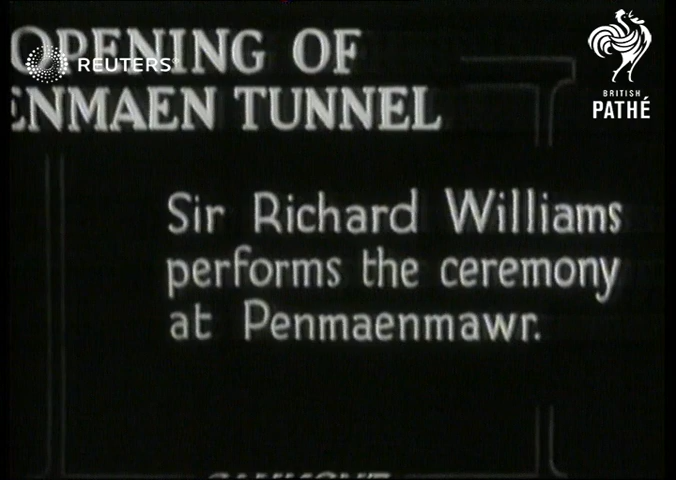 OPENING OF
ENMAEN TUNNEL
REUTERS
BRITISH
PATHÉ
Sir Richard Williams
performs the ceremony
at Penmaenmawr.